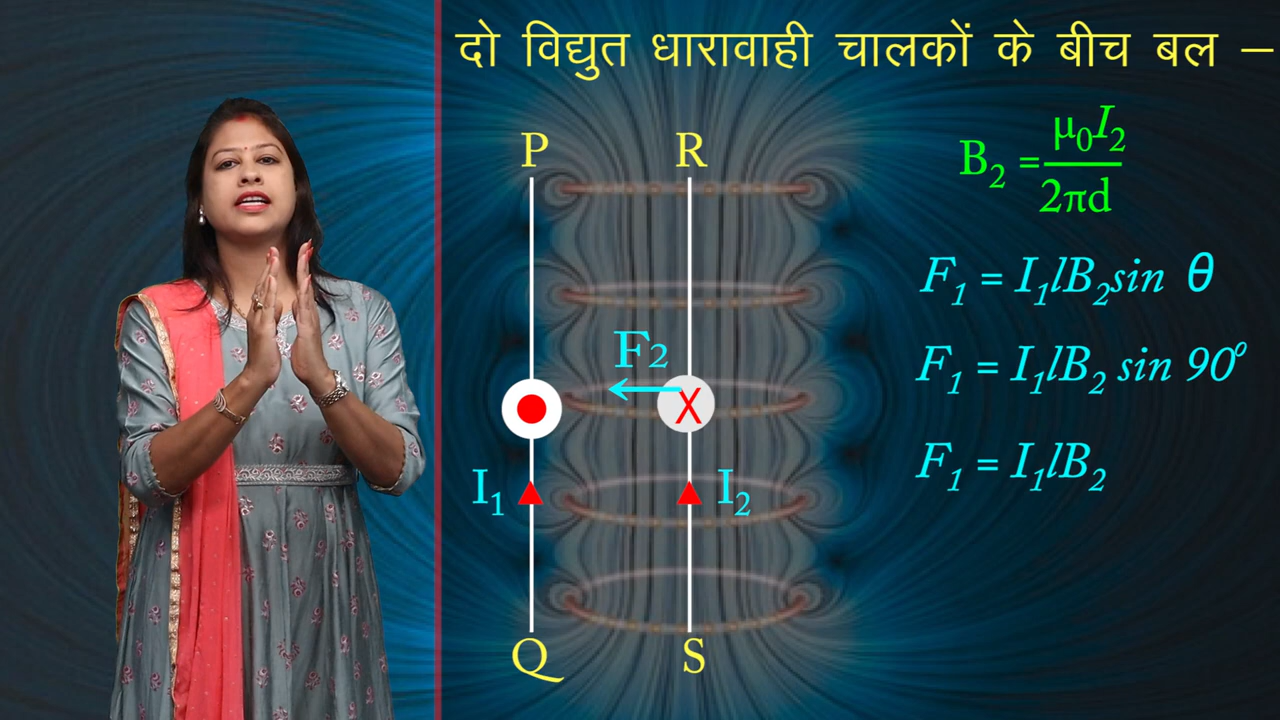 दो विद्युत धारावाही चालकों के बीच बल –
P R
B₂ = μ₀I₂ / 2πd
F₁ = I₁lB₂sin θ
F₂
F₁ = I₁lB₂ sin 90°
X
I₁ I₂
F₁ = I₁lB₂
Q S